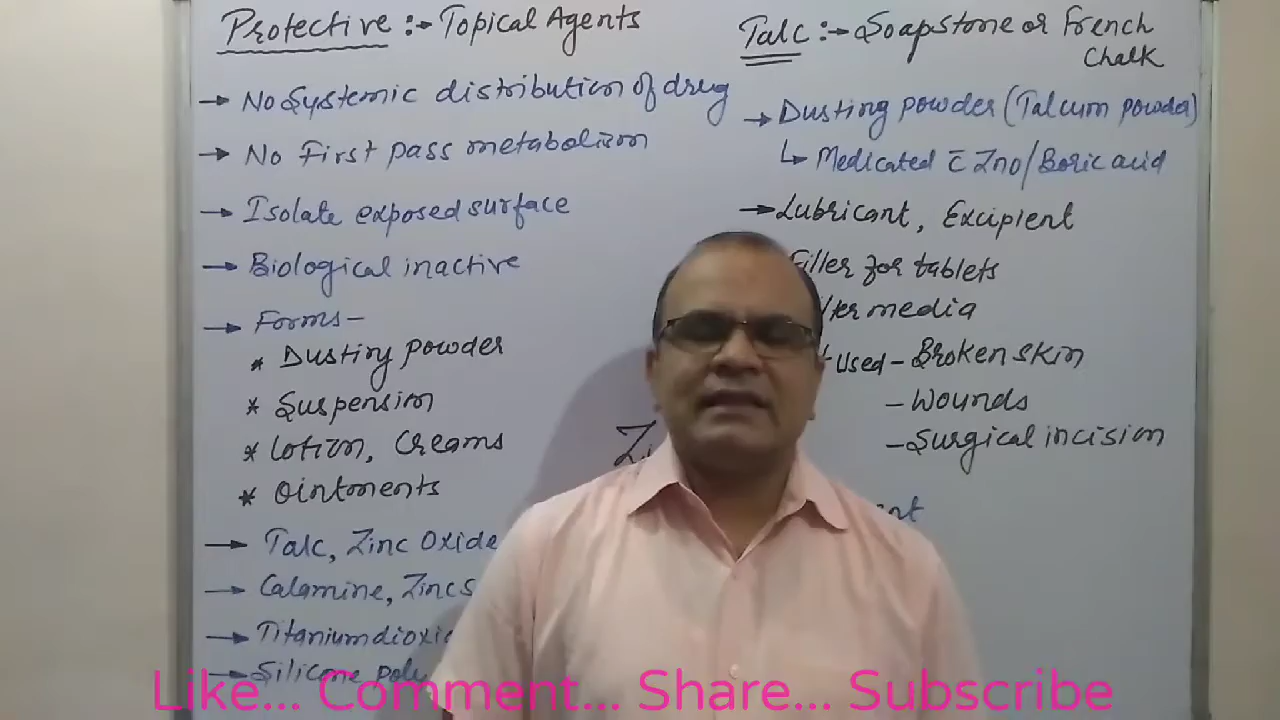 Protective :- Topical Agents
→ No Systemic distribution of drug
→ No First pass metabolism
→ Isolate exposed surface
→ Biological inactive
→ Forms-
* Dusting powder
* Suspension
* Lotion, Creams
* Ointments
→ Talc, Zinc Oxide
→ Calamine, Zinc S
→ Titanium dioxi
→ Silicone poly
Talc :- Soapstone or French
Chalk
→ Dusting powder (Talcum powder)
↳ Medicated c̅ ZnO/Boric acid
→ Lubricant, Excipient
Filler for tablets
media
Used - Broken skin
- Wounds
- Surgical incision
Like... Comment... Share... Subscribe